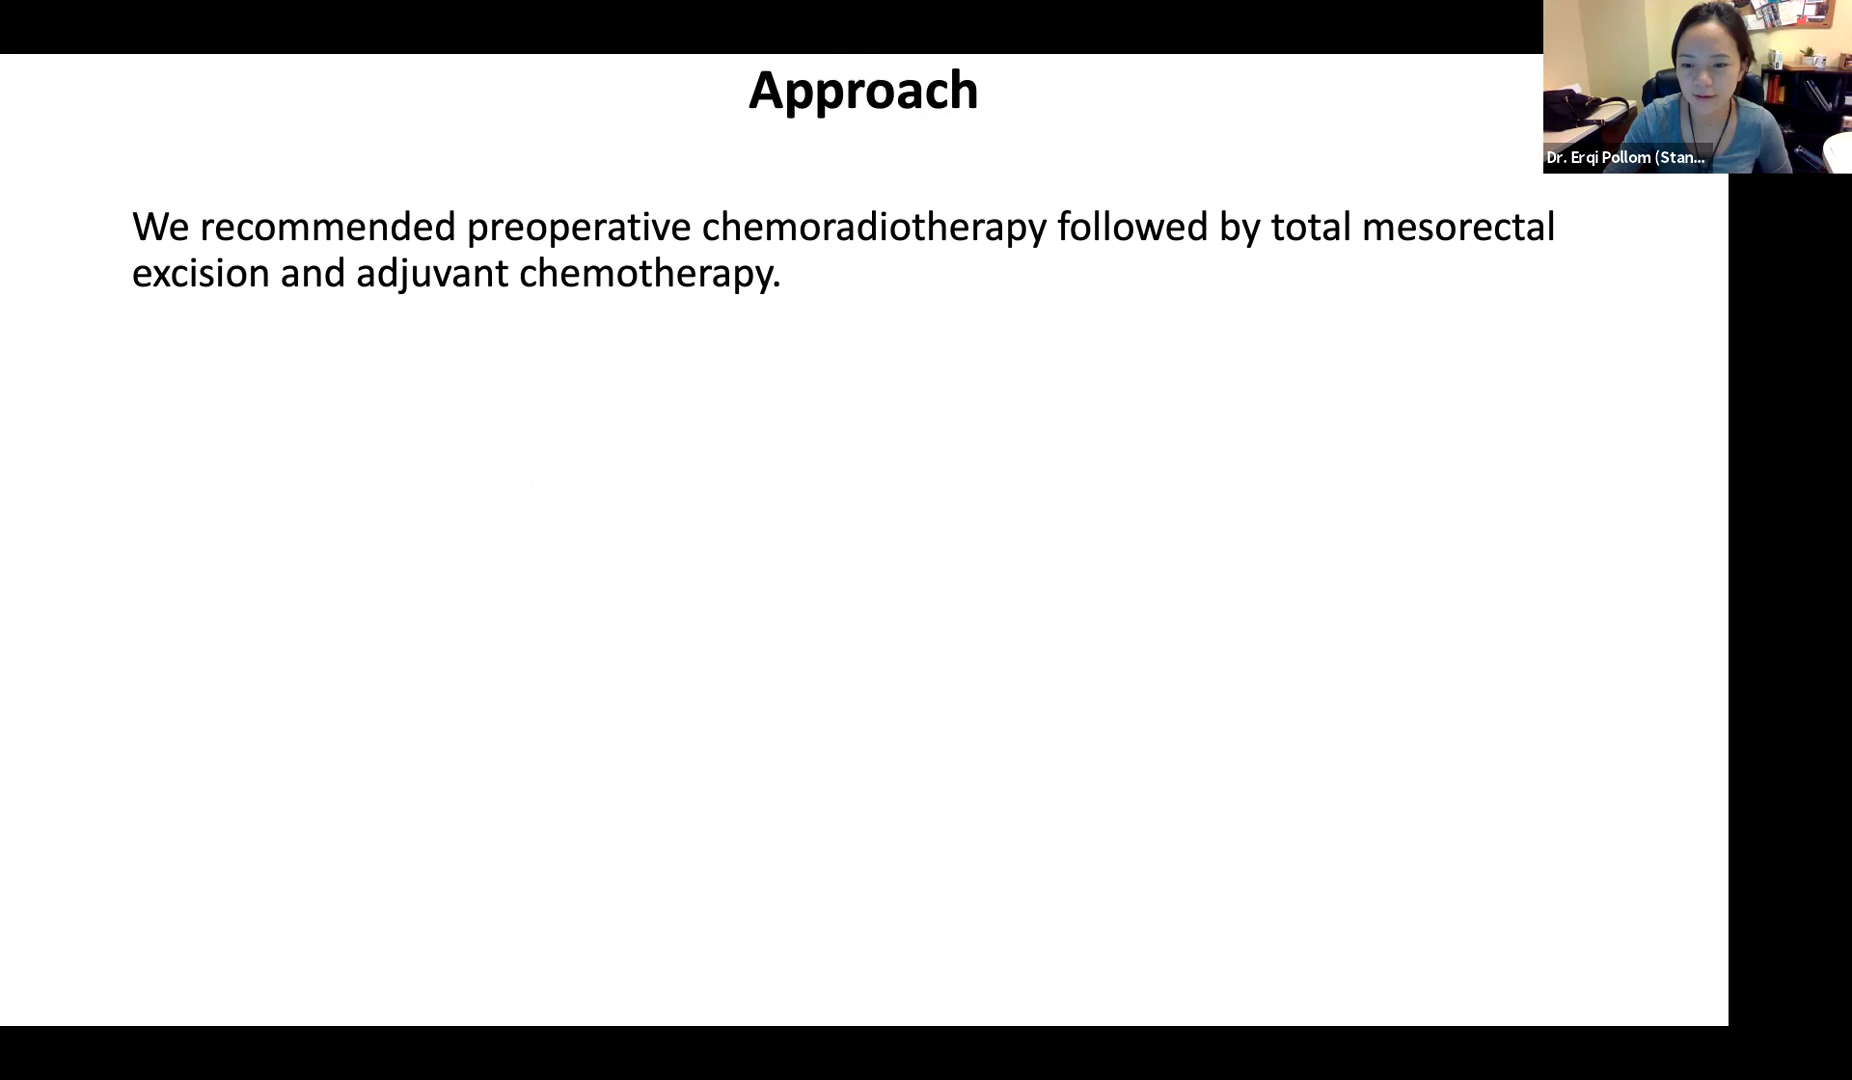 Approach
Dr. Erqi Pollom (Stan...
We recommended preoperative chemoradiotherapy followed by total mesorectal
excision and adjuvant chemotherapy.